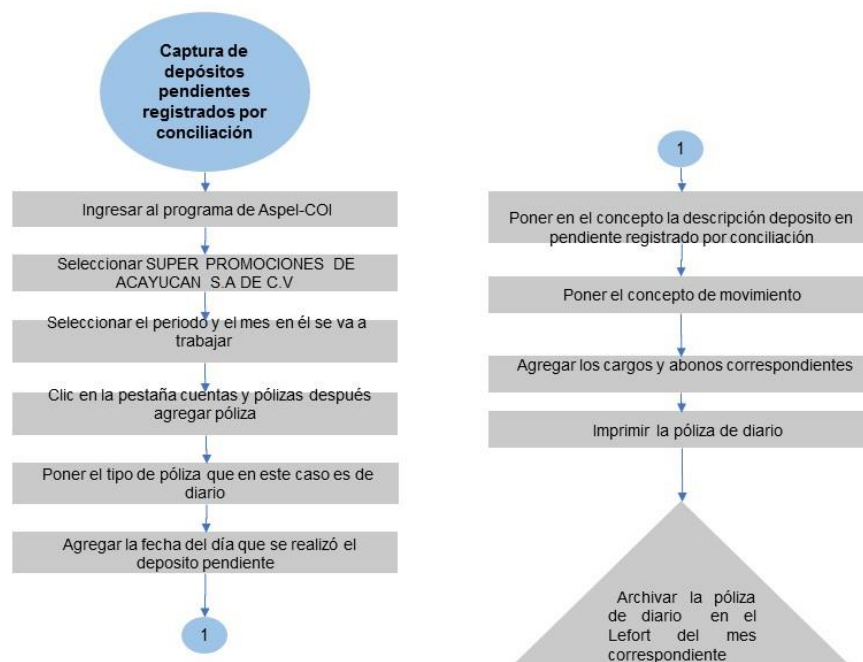 Captura de
depósitos
pendientes
registrados por
conciliación
Ingresar al programa de Aspel-COI
Seleccionar SUPER PROMOCIONES DE
ACAYUCAN S.A DE C.V
Seleccionar el periodo y el mes en él se va a
trabajar
Clic en la pestaña cuentas y pólizas después
agregar póliza
Poner el tipo de póliza que en este caso es de
diario
Agregar la fecha del día que se realizó el
deposito pendiente
1
1
Poner en el concepto la descripción deposito en
pendiente registrado por conciliación
Poner el concepto de movimiento
Agregar los cargos y abonos correspondientes
Imprimir la póliza de diario
Archivar la póliza
de diario en el
Lefort del mes
correspondiente